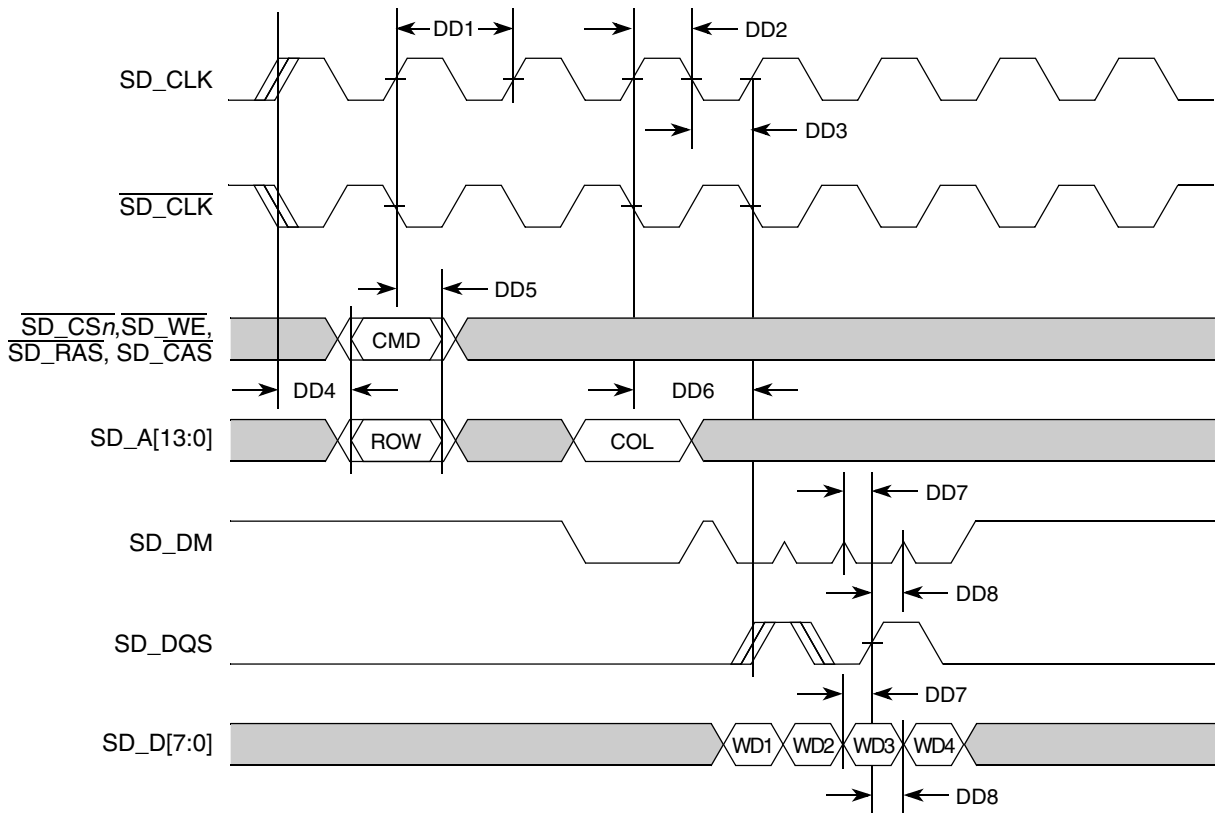 DD1
DD2
SD_CLK
DD3
SD_CLK
DD5
SD_CSn,SD_WE,
SD_RAS, SD_CAS
CMD
DD4
DD6
SD_A[13:0]
ROW
COL
DD7
SD_DM
DD8
SD_DQS
DD7
SD_D[7:0]
WD1
WD2
WD3
WD4
DD8